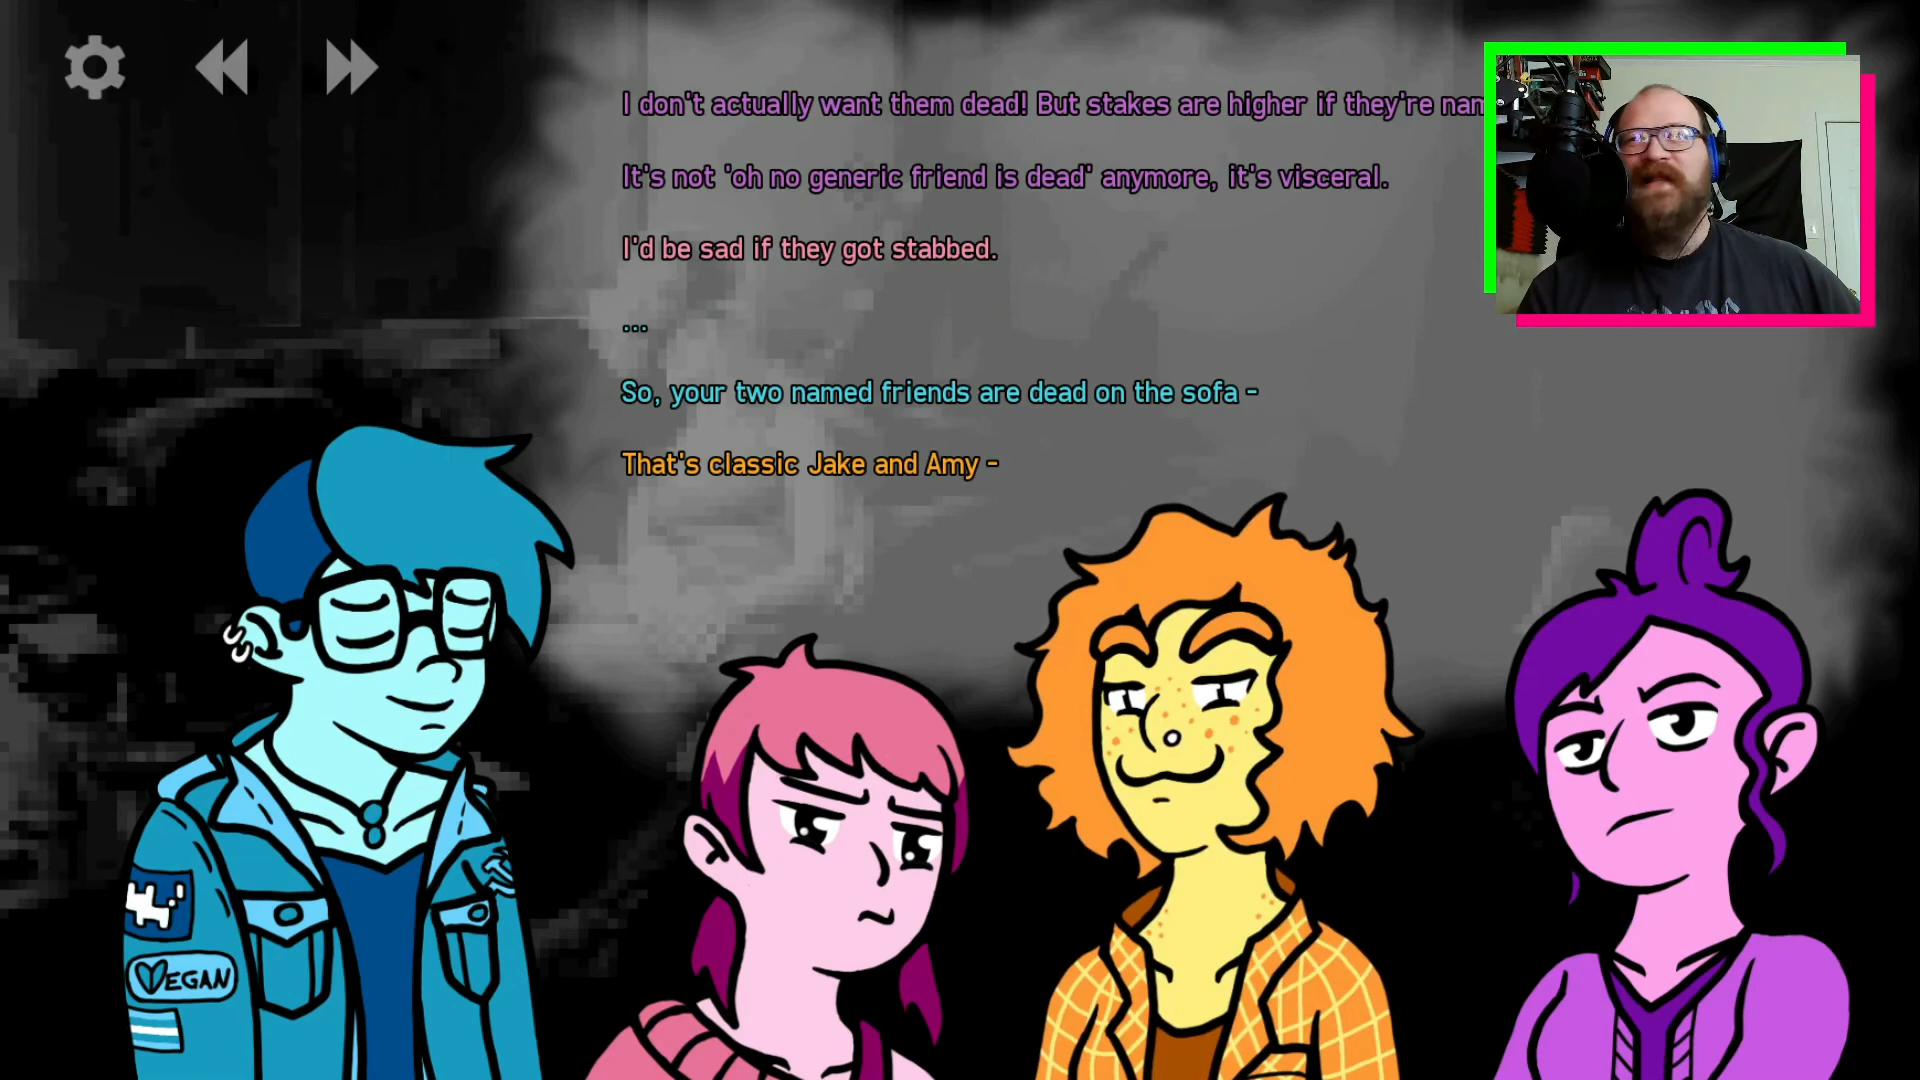 I don't actually want them dead! But stakes are higher if they're
It's not 'oh no generic friend is dead' anymore, it's visceral.
I'd be sad if they got stabbed.
...
So, your two named friends are dead on the sofa -
That's classic Jake and Amy -
VEGAN